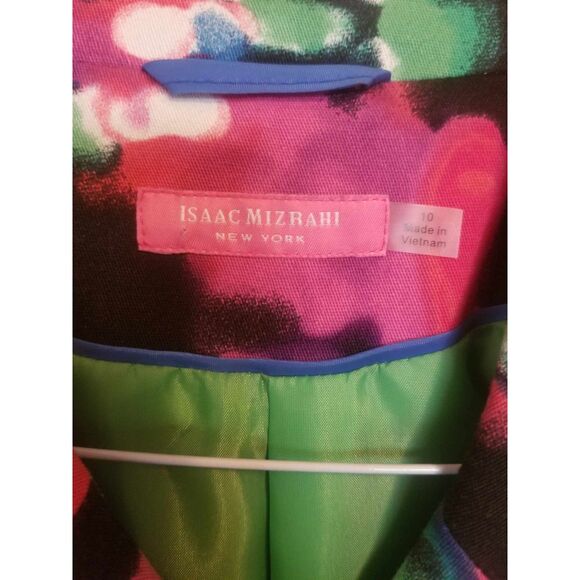 ISAAC MIZRAHI
NEW YORK
10
Made in
Vietnam